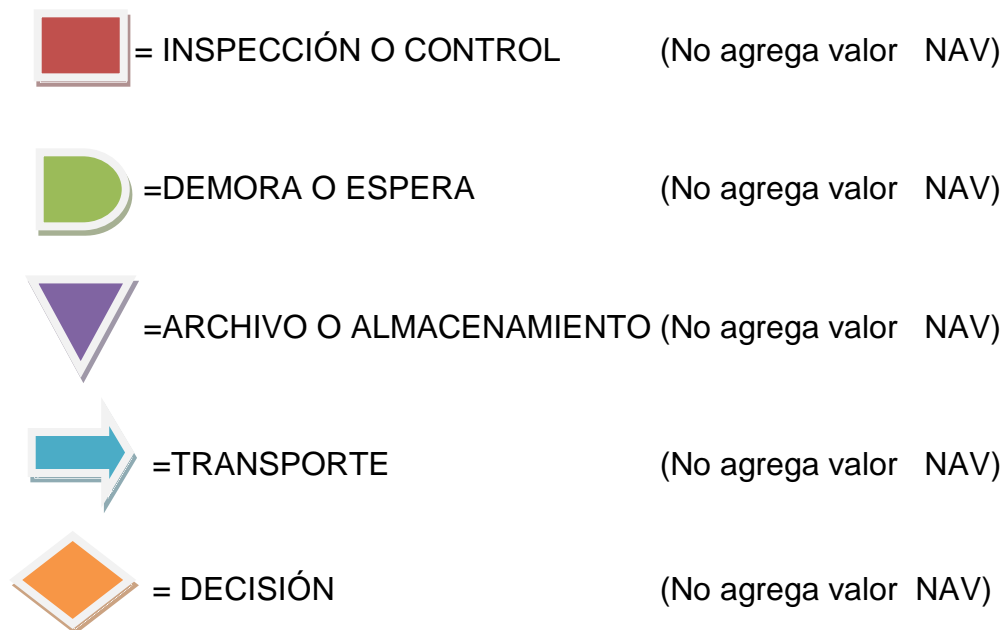 = INSPECCIÓN O CONTROL (No agrega valor NAV)
=DEMORA O ESPERA (No agrega valor NAV)
=ARCHIVO O ALMACENAMIENTO (No agrega valor NAV)
=TRANSPORTE (No agrega valor NAV)
= DECISIÓN (No agrega valor NAV)